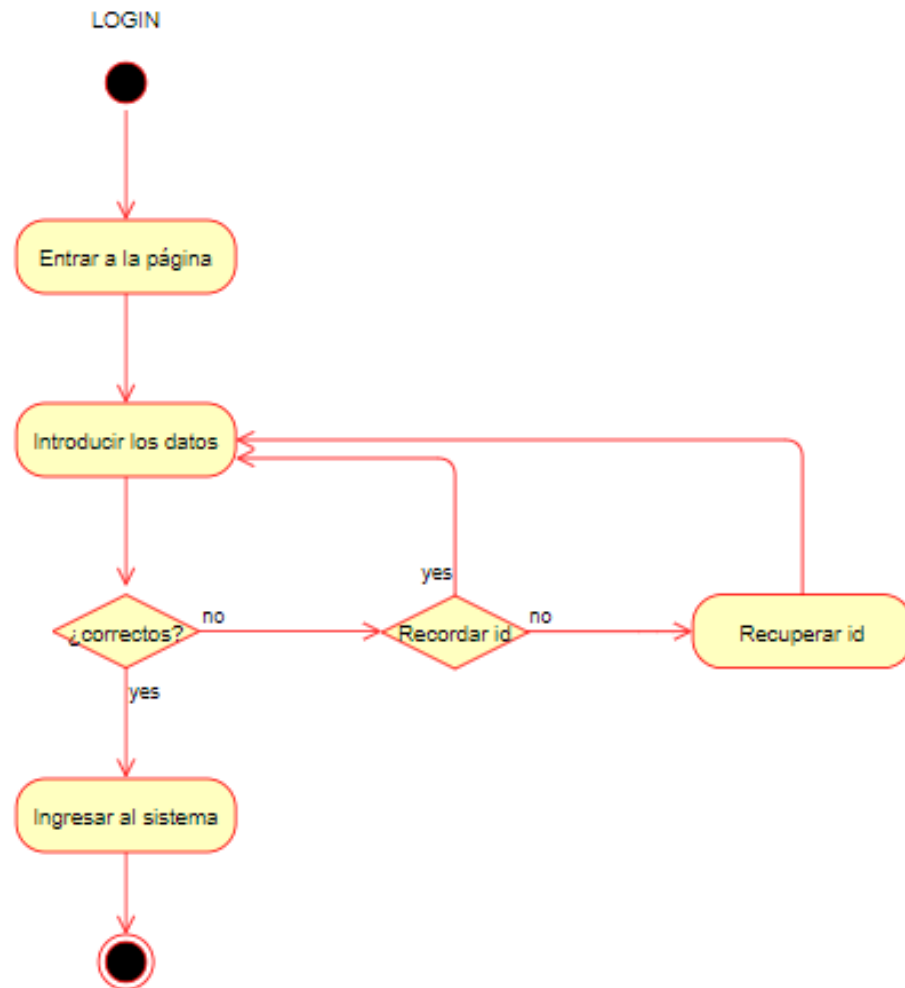 LOGIN
Entrar a la página
Introducir los datos
yes
¿correctos?
no
Recordar id
no
Recuperar id
yes
Ingresar al sistema